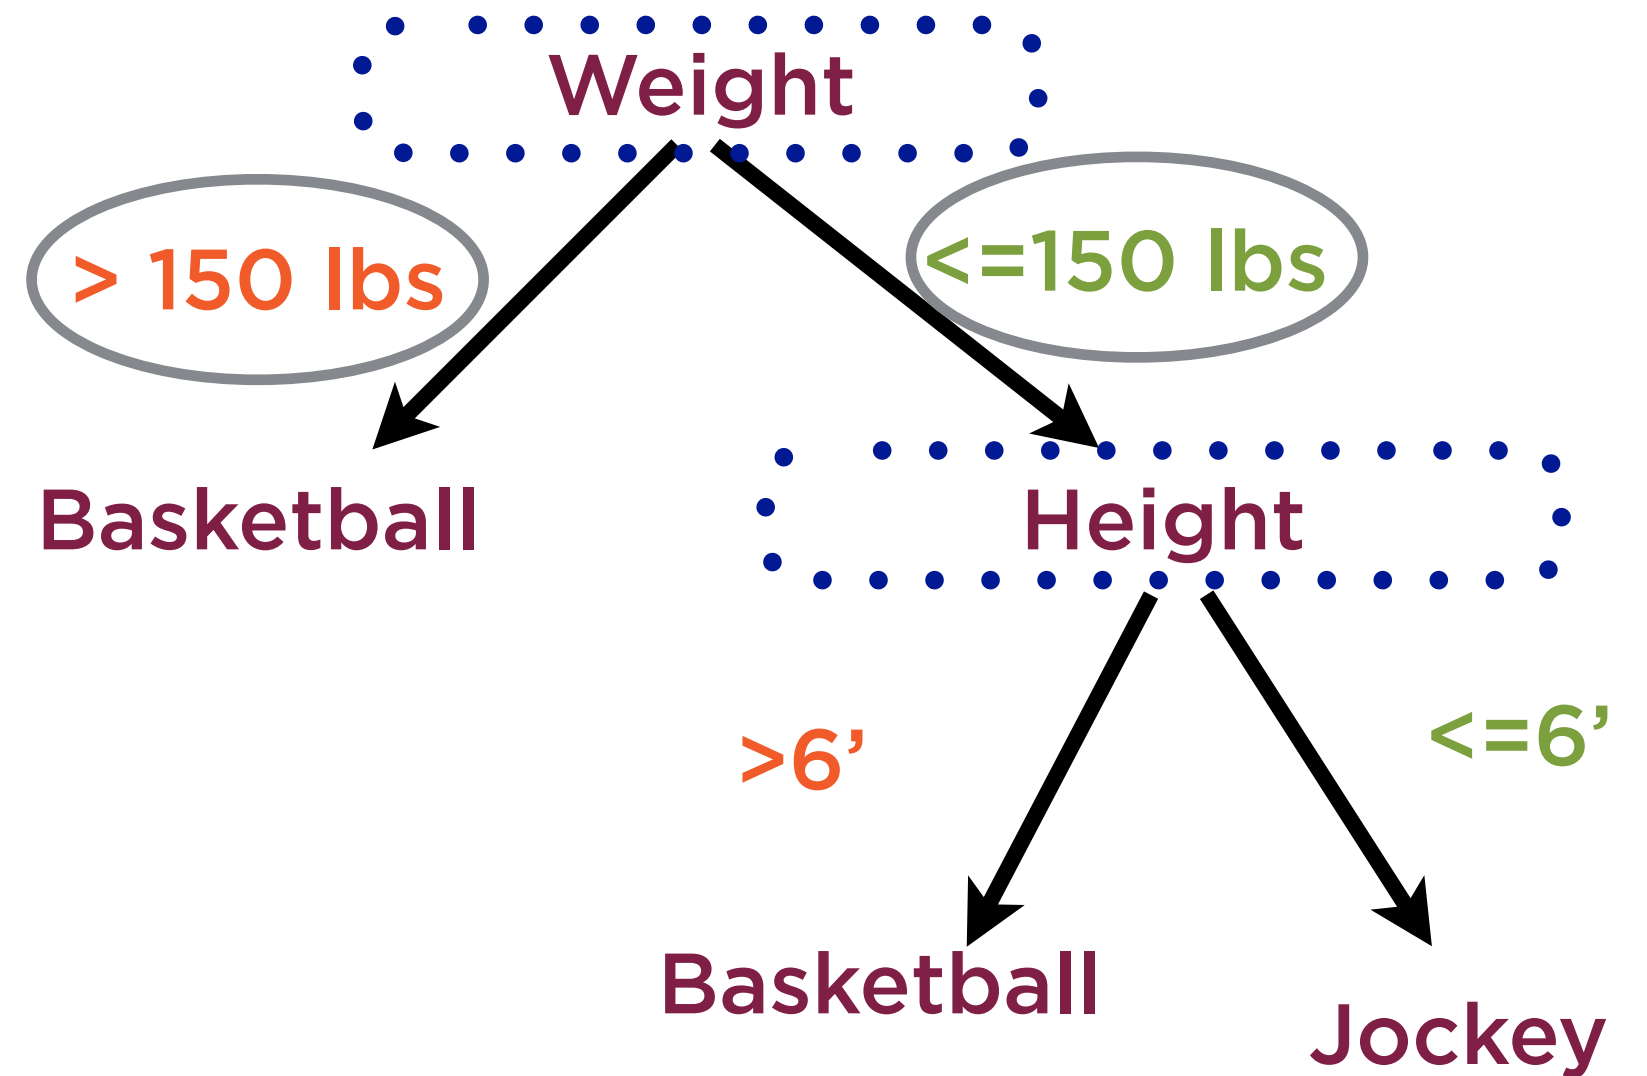 Weight
> 150 lbs
<=150 lbs
Basketball
Height
>6’
<=6’
Basketball
Jockey